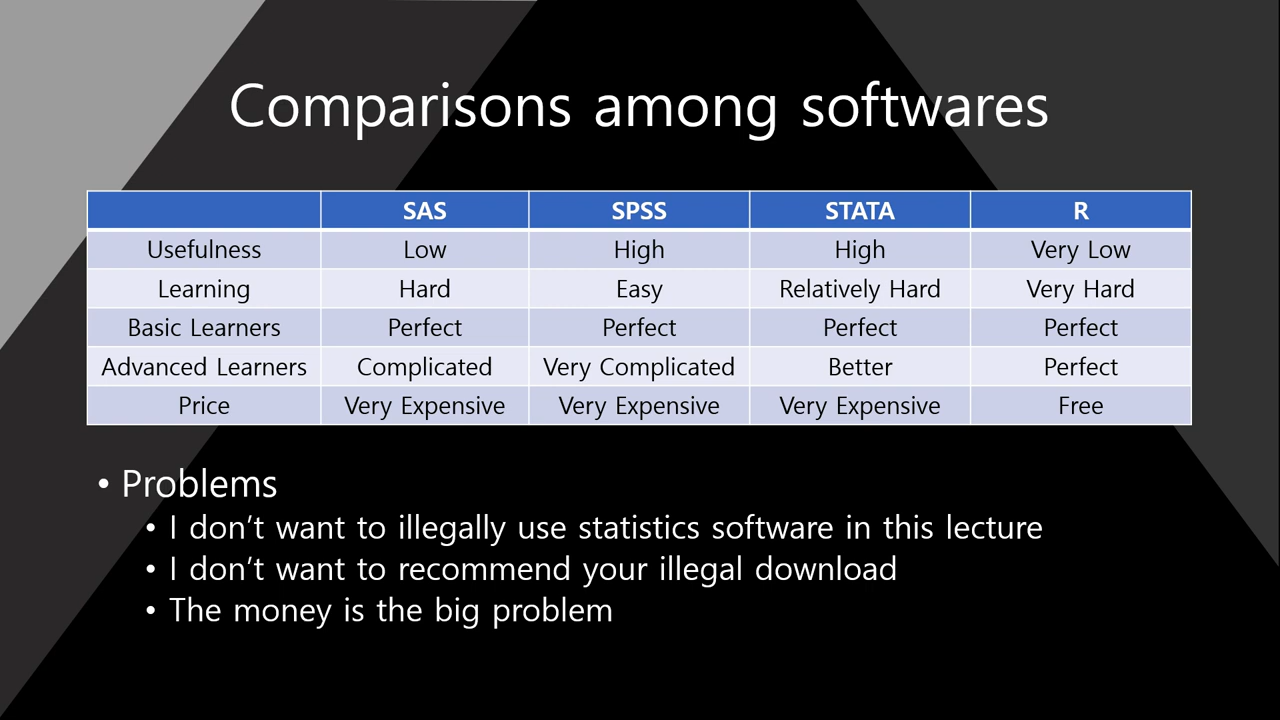 Comparisons among softwares
SAS SPSS STATA R
Usefulness Low High High Very Low
Learning Hard Easy Relatively Hard Very Hard
Basic Learners Perfect Perfect Perfect Perfect
Advanced Learners Complicated Very Complicated Better Perfect
Price Very Expensive Very Expensive Very Expensive Free
• Problems
• I don’t want to illegally use statistics software in this lecture
• I don’t want to recommend your illegal download
• The money is the big problem